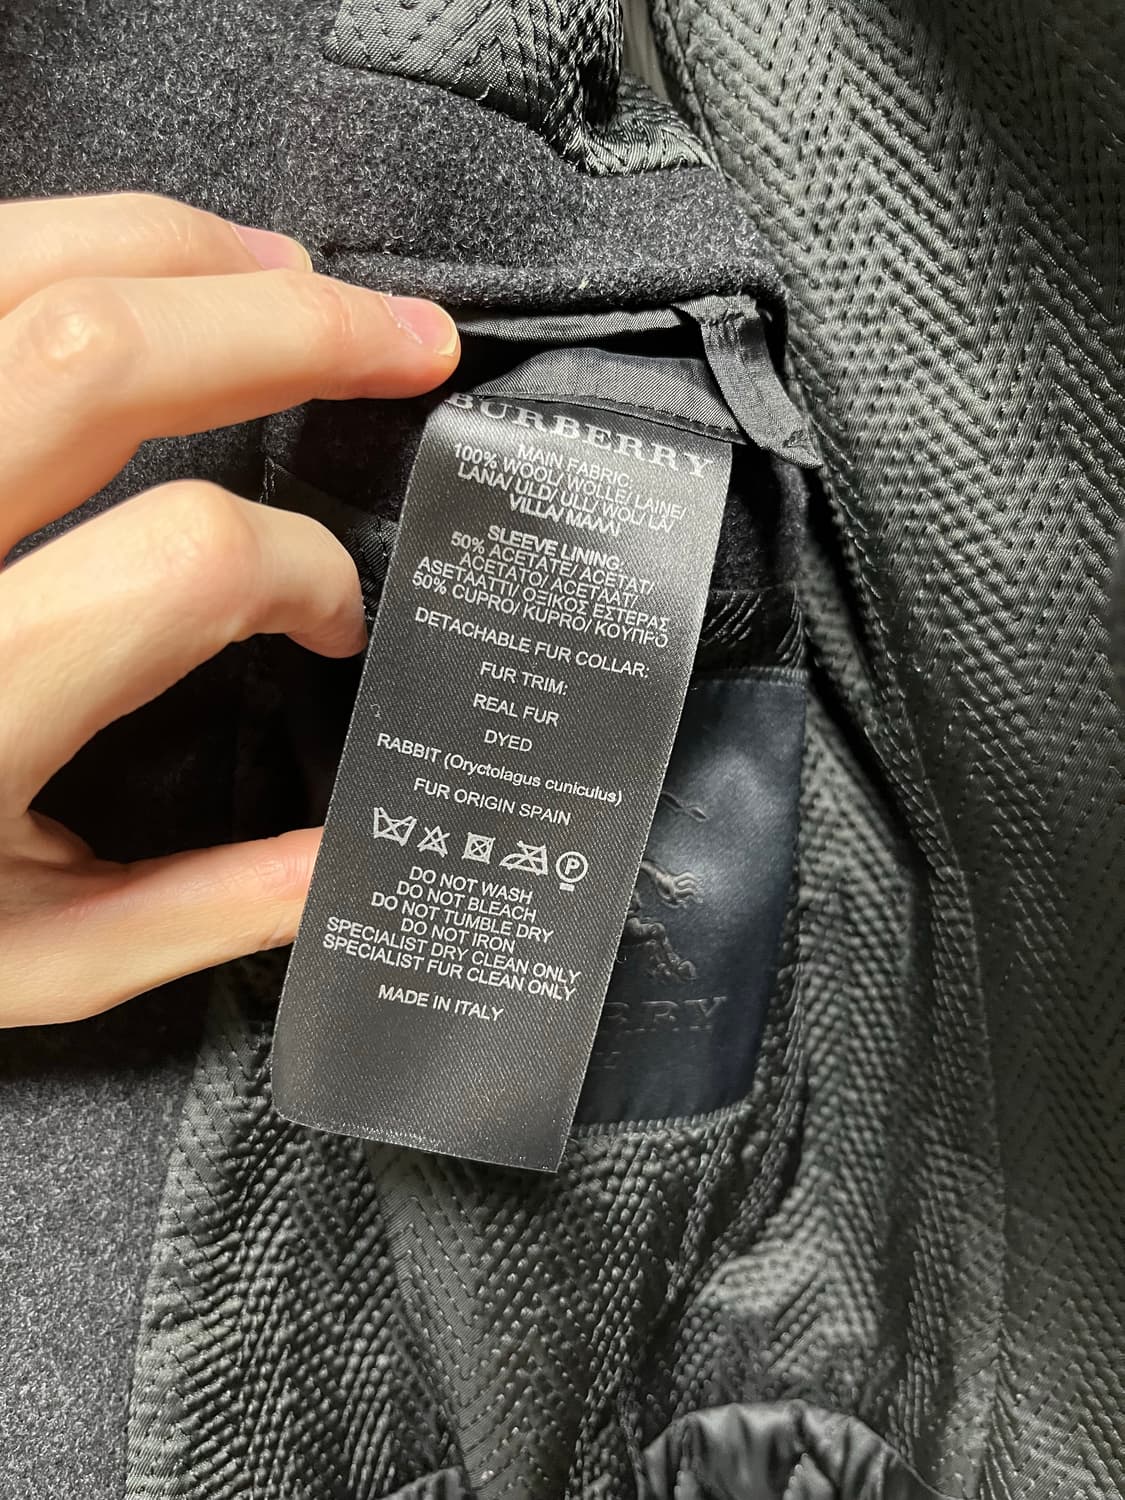 BURBERRY
MAIN FABRIC:
100% WOOL/ WOLLE/ LAINE/
LANA/ ULD/ ULL/ WOL/ LÃ/
VILLA/ ΜΑΛΛΙ
SLEEVE LINING:
50% ACETATE/ ACÉTAT/
ACETATO/ ACETAAT/
ASETAATTI/ ΟΞΙΚΟΣ ΕΣΤΕΡΑΣ
50% CUPRO/ KUPRO/ ΚΟΥΠΡΟ
DETACHABLE FUR COLLAR:
FUR TRIM:
REAL FUR
DYED
RABBIT (Oryctolagus cuniculus)
FUR ORIGIN SPAIN
P
DO NOT WASH
DO NOT BLEACH
DO NOT TUMBLE DRY
DO NOT IRON
SPECIALIST DRY CLEAN ONLY
SPECIALIST FUR CLEAN ONLY
MADE IN ITALY